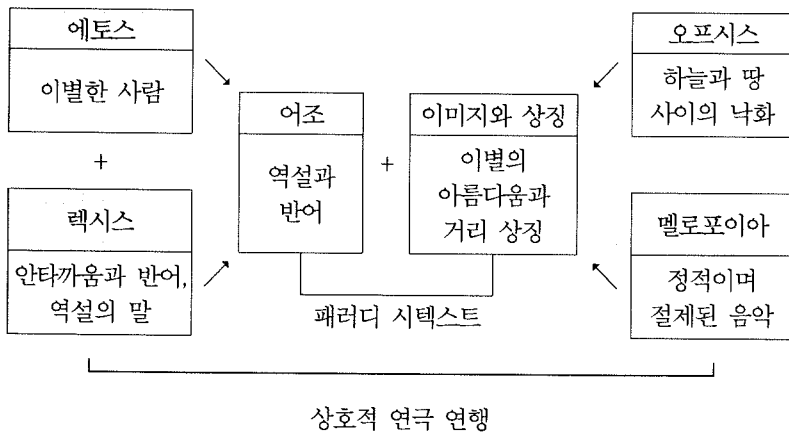 에토스
이별한 사람
+
렉시스
안타까움과 반어,
역설의 말
어조
역설과
반어
+
이미지와 상징
이별의
아름다움과
거리 상징
패러디 시텍스트
오프시스
하늘과 땅
사이의 낙화
멜로포이아
정적이며
절제된 음악
상호적 연극 연행